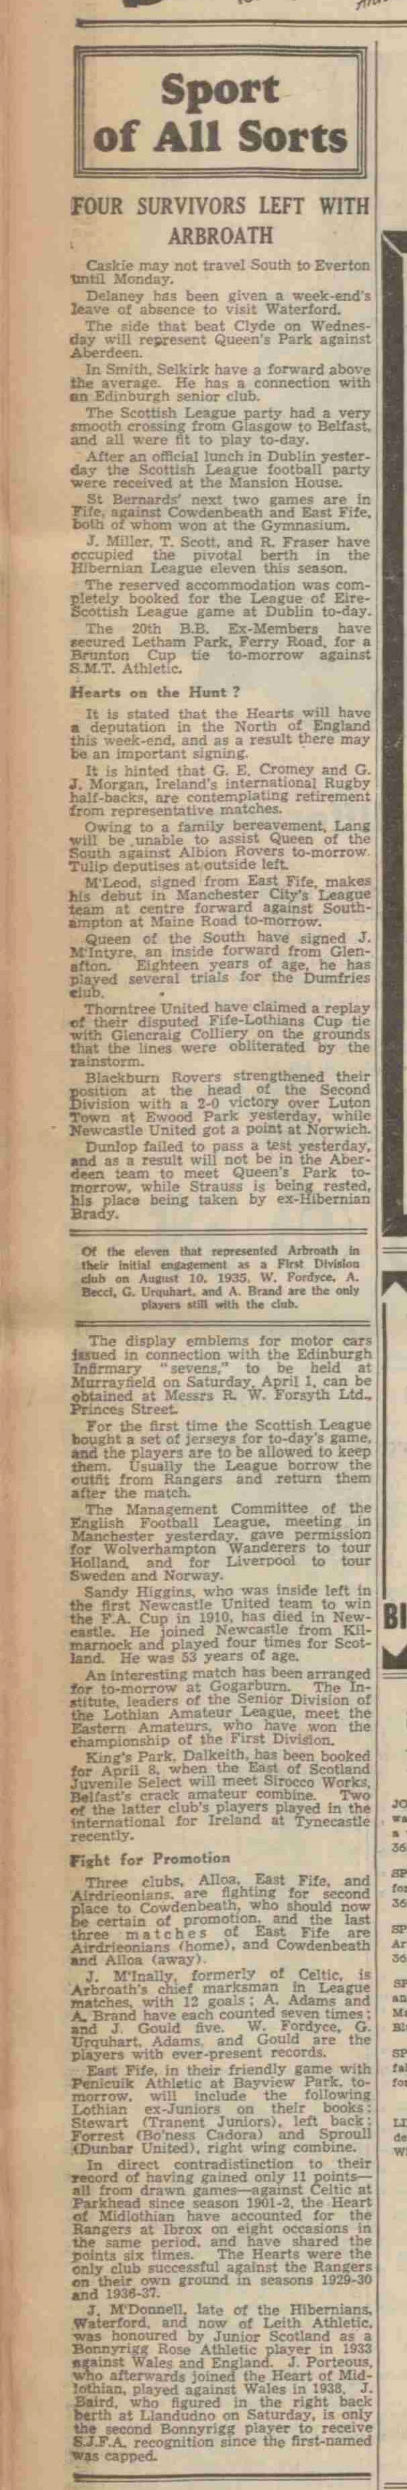 Sport
of All Sorts
FOUR SURVIVORS LEFT WITH
ARBROATH
Caskie may not travel South to Everton
until Monday.
Delaney has been given a week-end's
leave of absence to visit Waterford.
The side that beat Clyde on Wednes-
day will represent Queen's Park against
Aberdeen.
In Smith, Selkirk have a forward above
the average. He has a connection with
an Edinburgh senior club.
The Scottish League party had a very
smooth crossing from Glasgow to Belfast,
and all were fit to play to-day.
After an official lunch in Dublin yester-
day the Scottish League football party
were received at the Mansion House.
St Bernards' next two games are in
Fife, against Cowdenbeath and East Fife,
both of whom won at the Gymnasium.
J. Miller, T. Scott, and R. Fraser have
occupied the pivotal berth in the
Hibernian League eleven this season.
The reserved accommodation was com-
pletely booked for the League of Eire-
Scottish League game at Dublin to-day.
The 20th B.B. Ex-Members have
secured Letham Park, Ferry Road, for a
Brunton Cup tie to-morrow against
S.M.T. Athletic.
Hearts on the Hunt ?
It is stated that the Hearts will have
a deputation in the North of England
this week-end, and as a result there may
be an important signing.
It is hinted that G. E. Cromey and G.
J. Morgan, Ireland's international Rugby
half-backs, are contemplating retirement
from representative matches.
Owing to a family bereavement, Lang
will be unable to assist Queen of the
South against Albion Rovers to-morrow.
Tulip deputises at outside left.
M'Leod, signed from East Fife, makes
his debut in Manchester City's League
team at centre forward against South-
ampton at Maine Road to-morrow.
Queen of the South have signed J.
M'Intyre, an inside forward from Glen-
afton. Eighteen years of age, he has
played several trials for the Dumfries
club.
Thorntree United have claimed a replay
of their disputed Fife-Lothians Cup tie
with Glencraig Colliery on the grounds
that the lines were obliterated by the
rainstorm.
Blackburn Rovers strengthened their
position at the head of the Second
Division with a 2-0 victory over Luton
Town at Ewood Park yesterday, while
Newcastle United got a point at Norwich.
Dunlop failed to pass a test yesterday,
and as a result will not be in the Aber-
deen team to meet Queen's Park to-
morrow, while Strauss is being rested,
his place being taken by ex-Hibernian
Brady.
Of the eleven that represented Arbroath in
their initial engagement as a First Division
club on August 10, 1935, W. Fordyce, A.
Becci, G. Urquhart, and A. Brand are the only
players still with the club.
The display emblems for motor cars
issued in connection with the Edinburgh
Infirmary "sevens," to be held at
Murrayfield on Saturday, April 1, can be
obtained at Messrs R. W. Forsyth Ltd.,
Princes Street.
For the first time the Scottish League
bought a set of jerseys for to-day's game,
and the players are to be allowed to keep
them. Usually the League borrow the
outfit from Rangers and return them
after the match.
The Management Committee of the
English Football League, meeting in
Manchester yesterday, gave permission
for Wolverhampton Wanderers to tour
Holland, and for Liverpool to tour
Sweden and Norway.
Sandy Higgins, who was inside left in
the first Newcastle United team to win
the F.A. Cup in 1910, has died in New-
castle. He joined Newcastle from Kil-
marnock and played four times for Scot-
land. He was 53 years of age.
An interesting match has been arranged
for to-morrow at Gogarburn. The In-
stitute, leaders of the Senior Division of
the Lothian Amateur League, meet the
Eastern Amateurs, who have won the
championship of the First Division.
King's Park, Dalkeith, has been booked
for April 8, when the East of Scotland
Juvenile Select will meet Sirocco Works,
Belfast's crack amateur combine. Two
of the latter club's players played in the
international for Ireland at Tynecastle
recently.
Fight for Promotion
Three clubs, Alloa, East Fife, and
Airdrieonians, are fighting for second
place to Cowdenbeath, who should now
be certain of promotion, and the last
three matches of East Fife are
Airdrieonians (home), and Cowdenbeath
and Alloa (away).
J. M'Inally, formerly of Celtic, is
Arbroath's chief marksman in League
matches, with 12 goals ; A. Adams and
A. Brand have each counted seven times ;
and J. Gould five. W. Fordyce, G.
Urquhart, Adams, and Gould are the
players with ever-present records.
East Fife, in their friendly game with
Penicuik Athletic at Bayview Park, to-
morrow, will include the following
Lothian ex-Juniors on their books :
Stewart (Tranent Juniors), left back ;
Forrest (Bo'ness Cadora) and Sproull
(Dunbar United), right wing combine.
In direct contradistinction to their
record of having gained only 11 points—
all from drawn games—against Celtic at
Parkhead since season 1901-2, the Heart
of Midlothian have accounted for the
Rangers at Ibrox on eight occasions in
the same period, and have shared the
points six times. The Hearts were the
only club successful against the Rangers
on their own ground in seasons 1929-30
and 1936-37.
J. M'Donnell, late of the Hibernians,
Waterford, and now of Leith Athletic,
was honoured by Junior Scotland as a
Bonnyrigg Rose Athletic player in 1933
against Wales and England. J. Porteous,
who afterwards joined the Heart of Mid-
lothian, played against Wales in 1938. J.
Baird, who figured in the right back
berth at Llandudno on Saturday, is only
the second Bonnyrigg player to receive
S.J.F.A. recognition since the first-named
was capped.
BI
JO
wa
a
36
SP
for
36
SP
Ar
36
SP
an
Ma
Bl
SP
fal
for
LI
de
W